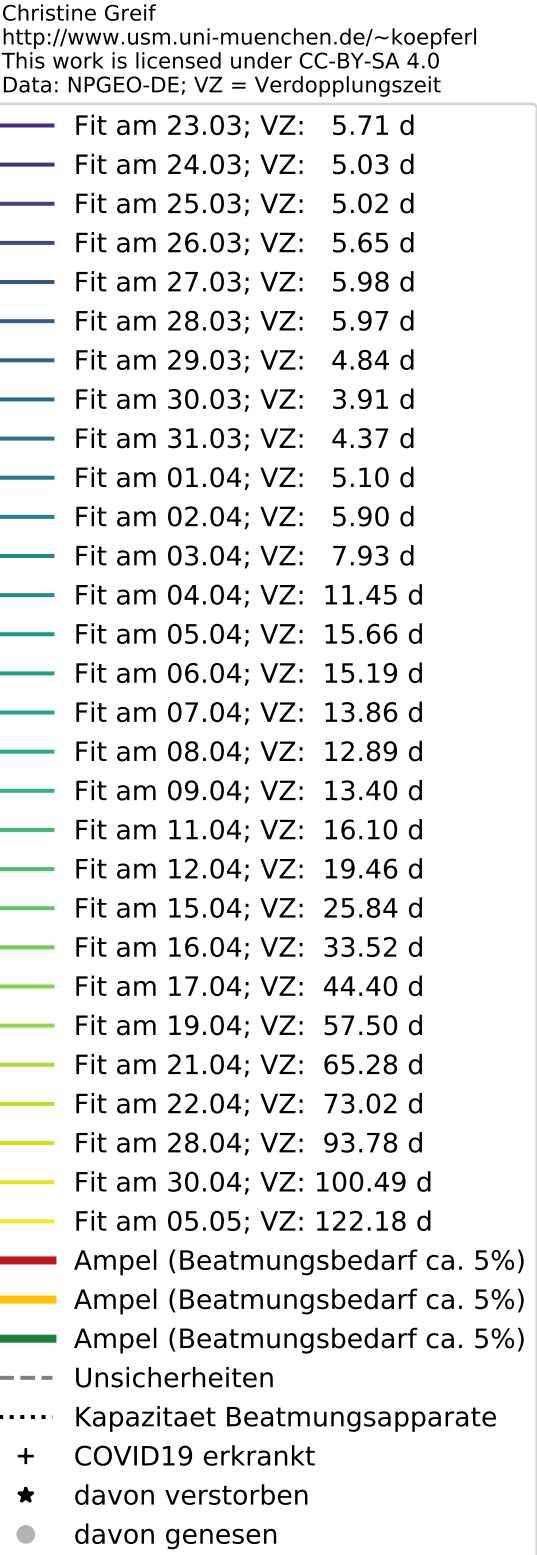 Christine Greif
http://www.usm.uni-muenchen.de/~koepferl
This work is licensed under CC-BY-SA 4.0
Data: NPGEO-DE; VZ = Verdopplungszeit
Fit am 23.03; VZ: 5.71 d
Fit am 24.03; VZ: 5.03 d
Fit am 25.03; VZ: 5.02 d
Fit am 26.03; VZ: 5.65 d
Fit am 27.03; VZ: 5.98 d
Fit am 28.03; VZ: 5.97 d
Fit am 29.03; VZ: 4.84 d
Fit am 30.03; VZ: 3.91 d
Fit am 31.03; VZ: 4.37 d
Fit am 01.04; VZ: 5.10 d
Fit am 02.04; VZ: 5.90 d
Fit am 03.04; VZ: 7.93 d
Fit am 04.04; VZ: 11.45 d
Fit am 05.04; VZ: 15.66 d
Fit am 06.04; VZ: 15.19 d
Fit am 07.04; VZ: 13.86 d
Fit am 08.04; VZ: 12.89 d
Fit am 09.04; VZ: 13.40 d
Fit am 11.04; VZ: 16.10 d
Fit am 12.04; VZ: 19.46 d
Fit am 15.04; VZ: 25.84 d
Fit am 16.04; VZ: 33.52 d
Fit am 17.04; VZ: 44.40 d
Fit am 19.04; VZ: 57.50 d
Fit am 21.04; VZ: 65.28 d
Fit am 22.04; VZ: 73.02 d
Fit am 28.04; VZ: 93.78 d
Fit am 30.04; VZ: 100.49 d
Fit am 05.05; VZ: 122.18 d
Ampel (Beatmungsbedarf ca. 5%)
Ampel (Beatmungsbedarf ca. 5%)
Ampel (Beatmungsbedarf ca. 5%)
Unsicherheiten
Kapazitaet Beatmungsapparate
COVID19 erkrankt
davon verstorben
davon genesen